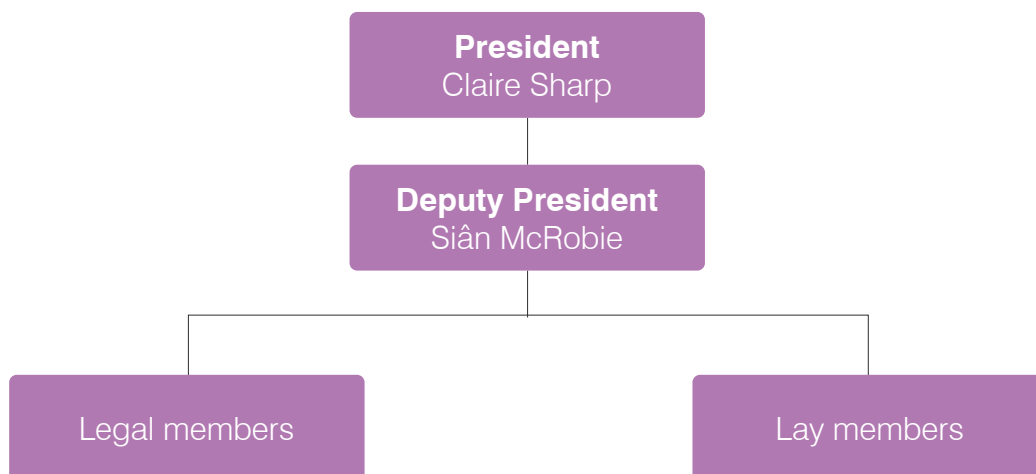 President
Claire Sharp
Deputy President
Siân McRobie
Legal members
Lay members